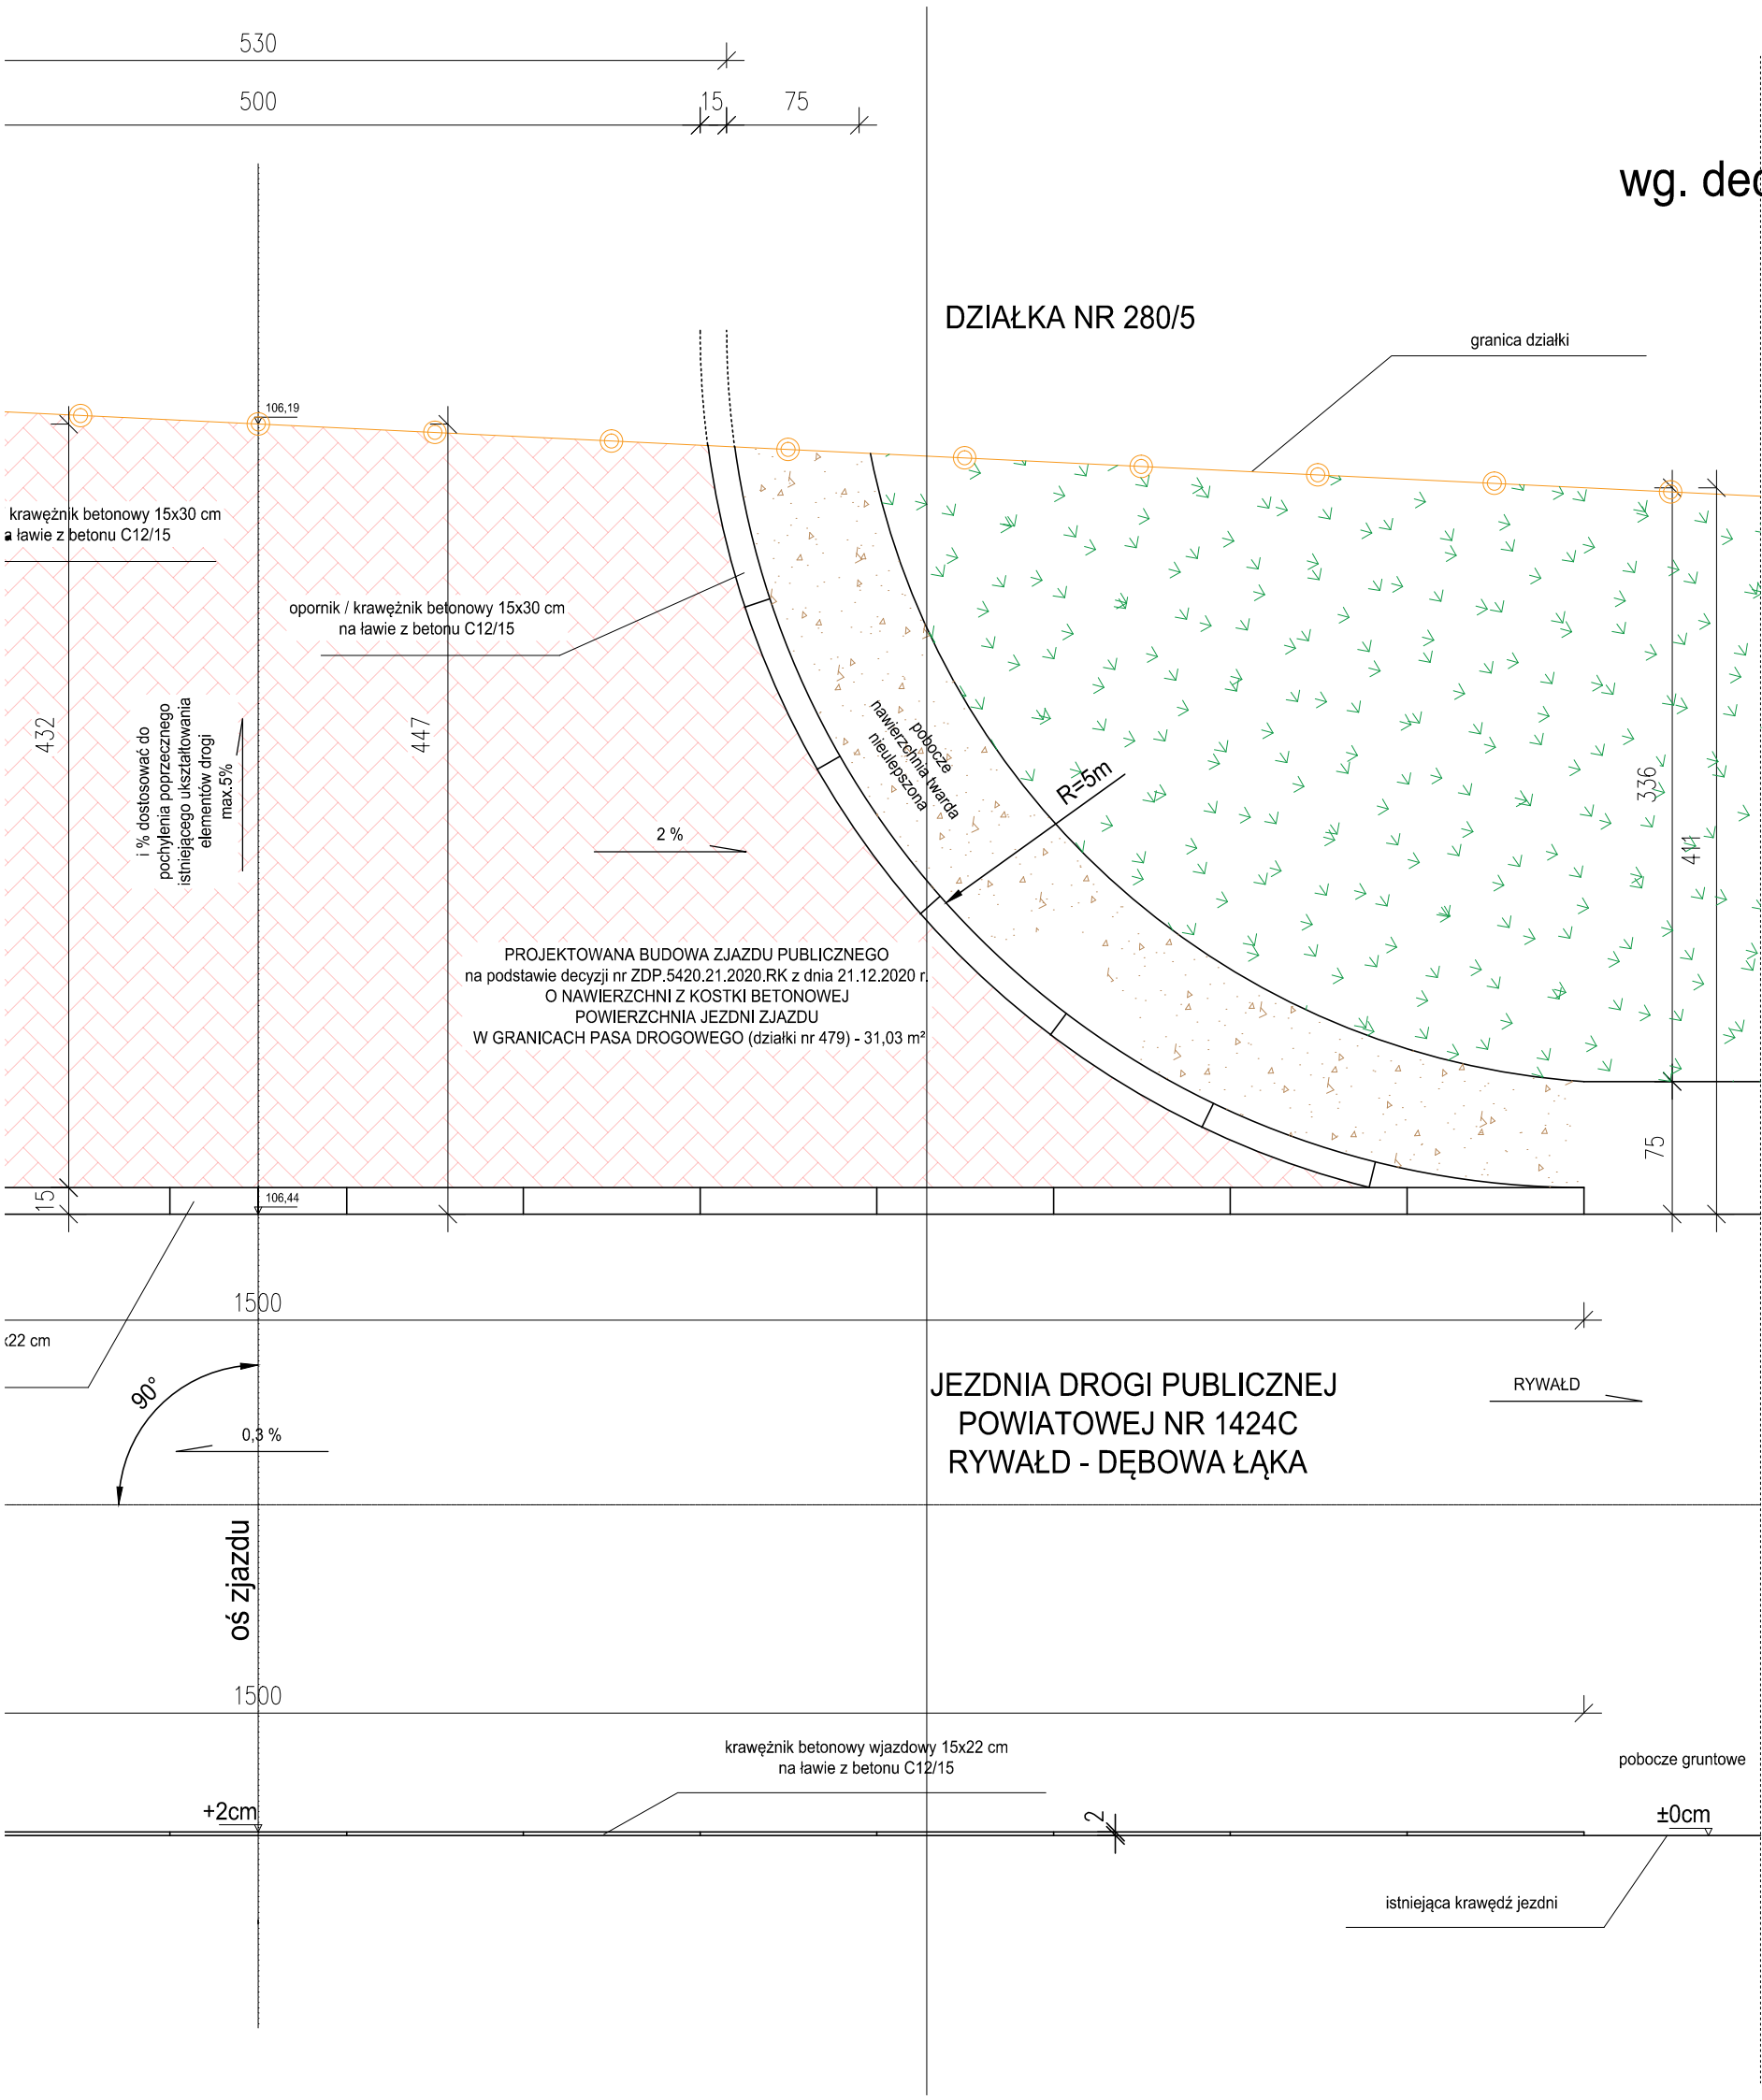 530
500
15
75
wg.
DZIAŁKA NR 280/5
granica działki
106,19
krawężnik betonowy 15x30 cm
ławie z betonu C12/15
opornik / krawężnik betonowy 15x30 cm
na ławie z betonu C12/15
432
i % dostosować do
pochylenia poprzecznego
istniejącego ukształtowania
elementów drogi
max.5%
447
pobocze
nawierzchnia twarda
nieulepszona
R=5m
336
411
2 %
PROJEKTOWANA BUDOWA ZJAZDU PUBLICZNEGO
na podstawie decyzji nr ZDP.5420.21.2020.RK z dnia 21.12.2020 r.
O NAWIERZCHNI Z KOSTKI BETONOWEJ
POWIERZCHNIA JEZDNI ZJAZDU
W GRANICACH PASA DROGOWEGO (działki nr 479) - 31,03 m²
75
15
106,44
1500
x22 cm
90°
0,3 %
JEZDNIA DROGI PUBLICZNEJ
POWIATOWEJ NR 1424C
RYWAŁD - DĘBOWA ŁĄKA
RYWAŁD
oś zjazdu
1500
krawężnik betonowy wjazdowy 15x22 cm
na ławie z betonu C12/15
pobocze gruntowe
+2cm
2
±0cm
istniejąca krawędź jezdni